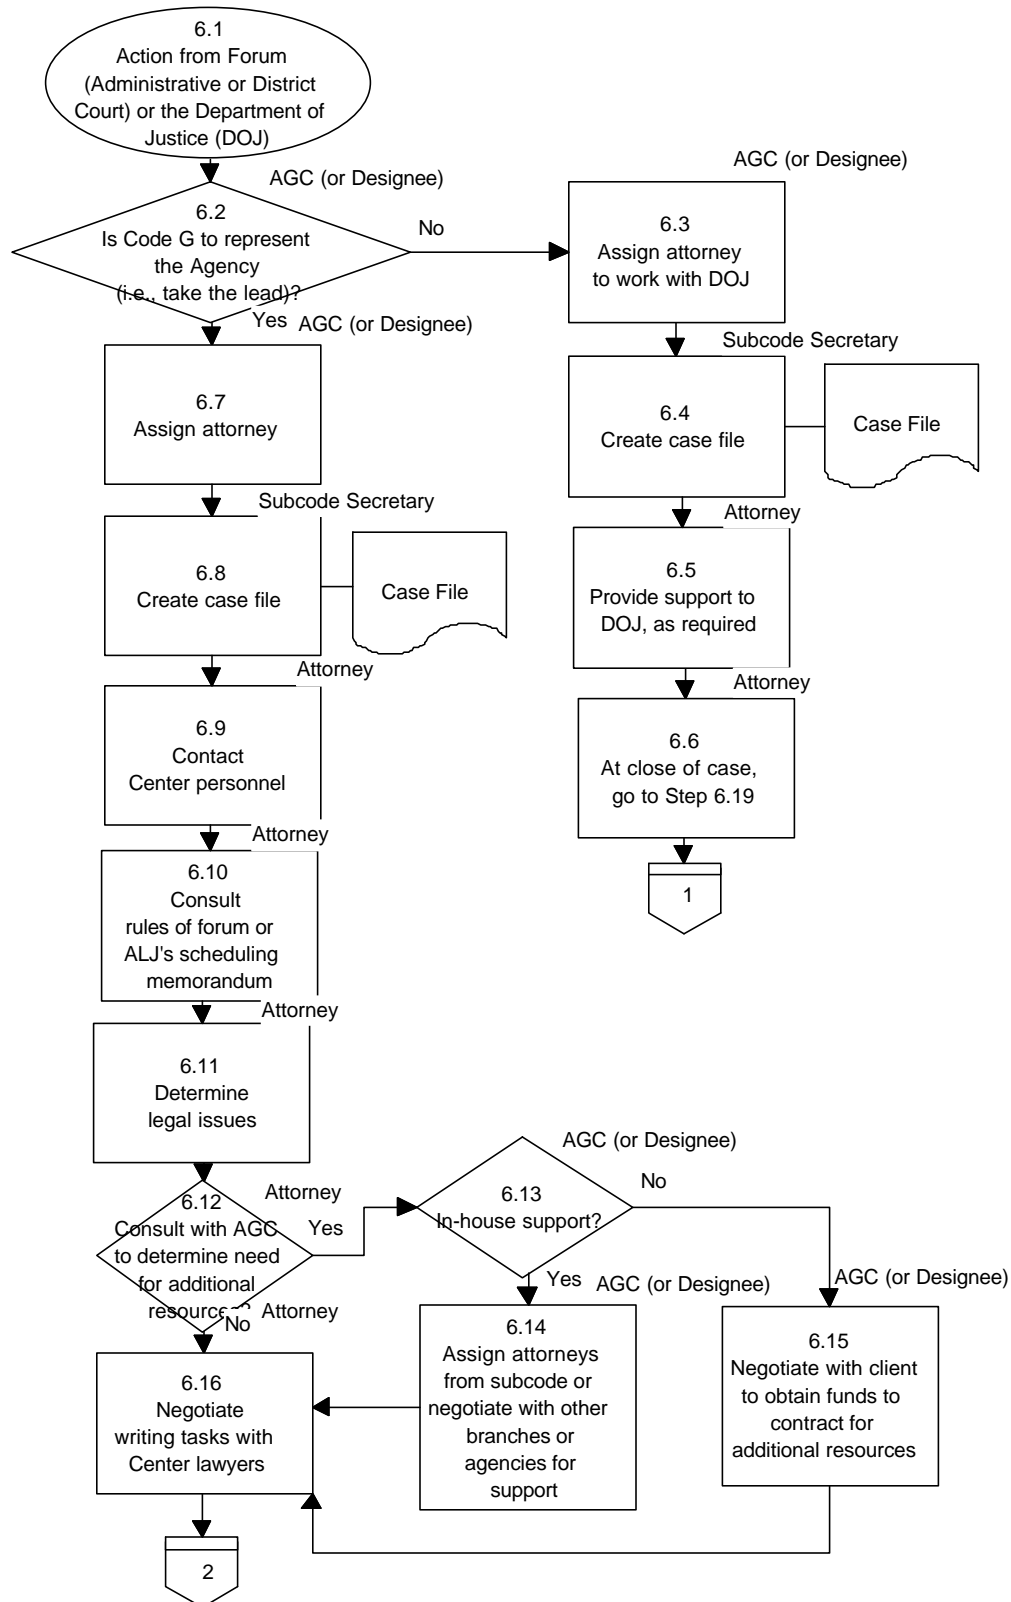 6.1
Action from Forum
(Administrative or District
Court) or the Department of
Justice (DOJ)
AGC (or Designee)
6.2
Is Code G to represent
the Agency
(i.e., take the lead)?
No
AGC (or Designee)
6.3
Assign attorney
to work with DOJ
Yes
AGC (or Designee)
Subcode Secretary
6.7
Assign attorney
6.4
Create case file
Case File
Subcode Secretary
Attorney
6.8
Create case file
Case File
6.5
Provide support to
DOJ, as required
Attorney
Attorney
6.9
Contact
Center personnel
6.6
At close of case,
go to Step 6.19
Attorney
1
6.10
Consult
rules of forum or
ALJ's scheduling
memorandum
Attorney
6.11
Determine
legal issues
Attorney
6.12
Consult with AGC
to determine need
for additional
resources?
Yes
AGC (or Designee)
6.13
In-house support?
No
Yes
AGC (or Designee)
AGC (or Designee)
No
Attorney
6.14
Assign attorneys
from subcode or
negotiate with other
branches or
agencies for
support
6.15
Negotiate with client
to obtain funds to
contract for
additional resources
6.16
Negotiate
writing tasks with
Center lawyers
2